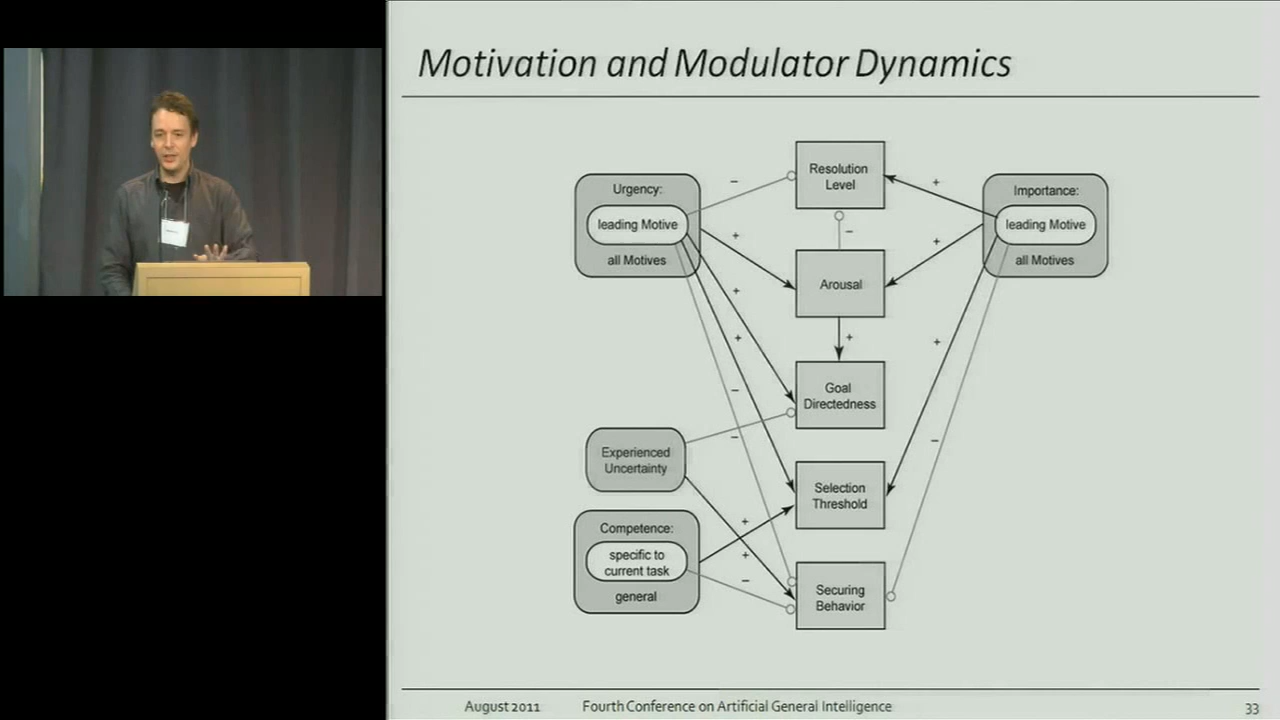 Motivation and Modulator Dynamics
Urgency:
leading Motive
all Motives
Resolution
Level
Importance:
leading Motive
all Motives
Arousal
Goal
Directedness
Experienced
Uncertainty
Selection
Threshold
Competence:
specific to
current task
general
Securing
Behavior
−
+
−
+
+
+
+
+
−
+
−
−
+
+
−
August 2011
Fourth Conference on Artificial General Intelligence
33